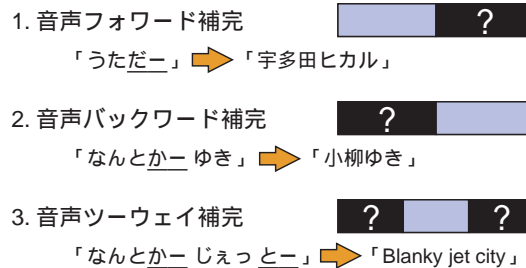 1. 音声フォワード補完
?
「うただー」「宇多田ヒカル」
2. 音声バックワード補完
?
「なんとかー ゆき」「小柳ゆき」
3. 音声ツーウェイ補完
? ?
「なんとかー じぇっ とー」「Blanky jet city」